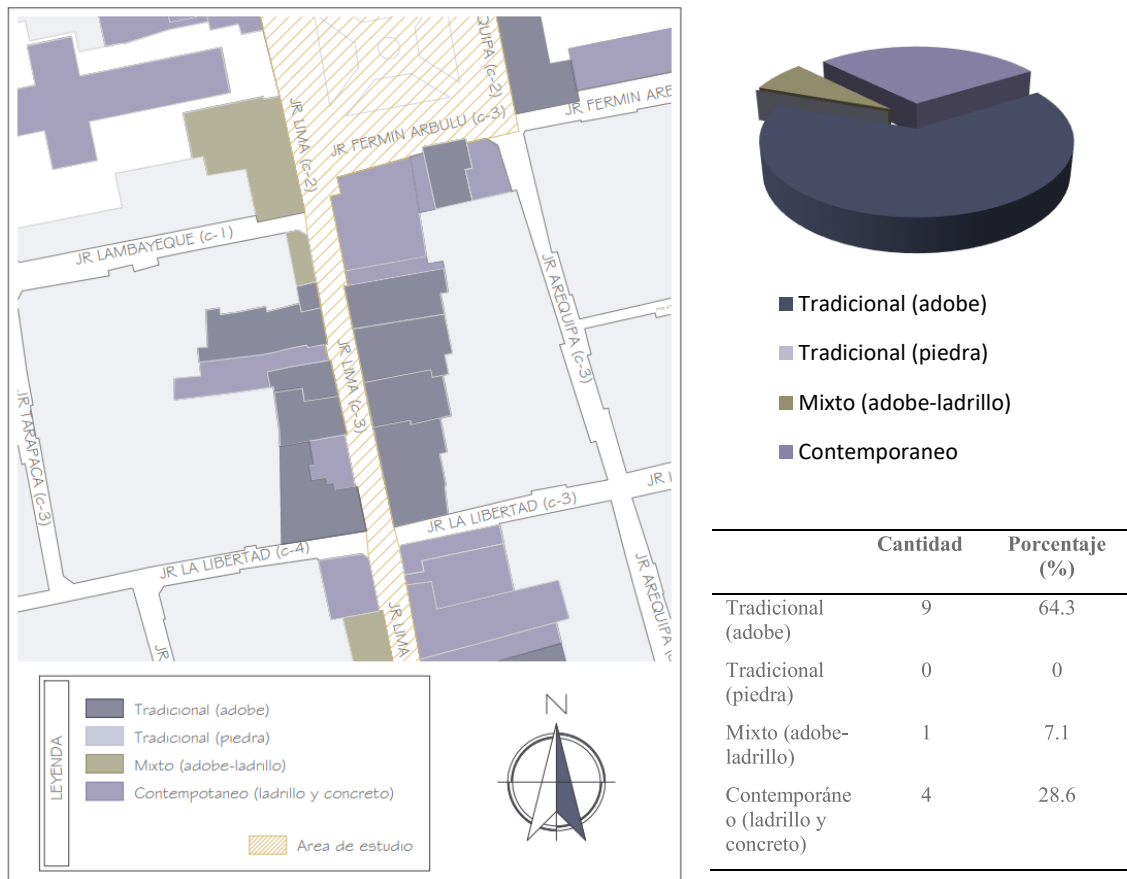 JR LIMA (c-2)
QUIPA (c-2)
JR FERMIN ARBULU (c-3)
JR FERMIN ARB
JR LAMBAYEQUE (c-1)
JR AREQUIPA (c-3)
JR LIMA (c-3)
JR TARAPACA (c-3)
JR LA LIBERTAD (c-3)
JR L
JR LA LIBERTAD (c-4)
JR AREQUIPA (c
JR LIMA
JR
LEYENDA
Tradicional (adobe)
Tradicional (piedra)
Mixto (adobe-ladrillo)
Contempotaneo (ladrillo y concreto)
Area de estudio
N
Tradicional (adobe)
Tradicional (piedra)
Mixto (adobe-ladrillo)
Contemporaneo
Cantidad Porcentaje
(%)
Tradicional 9 64.3
(adobe)
Tradicional 0 0
(piedra)
Mixto (adobe- 1 7.1
ladrillo)
Contemporáne 4 28.6
o (ladrillo y
concreto)